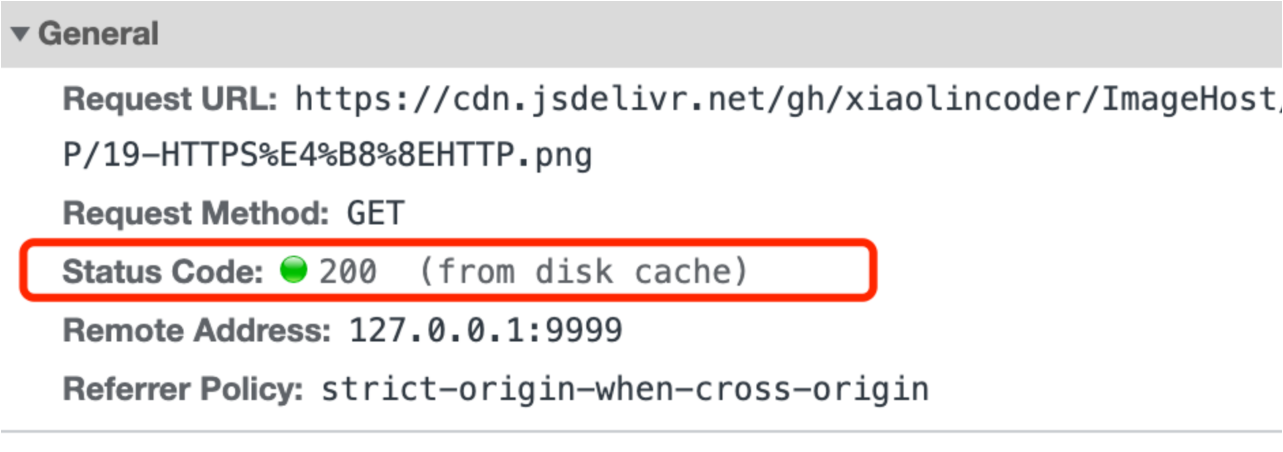 General
Request URL: https://cdn.jsdelivr.net/gh/xiaolincoder/ImageHost/
P/19-HTTPS%E4%B8%8EHTTP.png
Request Method: GET
Status Code: 200 (from disk cache)
Remote Address: 127.0.0.1:9999
Referrer Policy: strict-origin-when-cross-origin